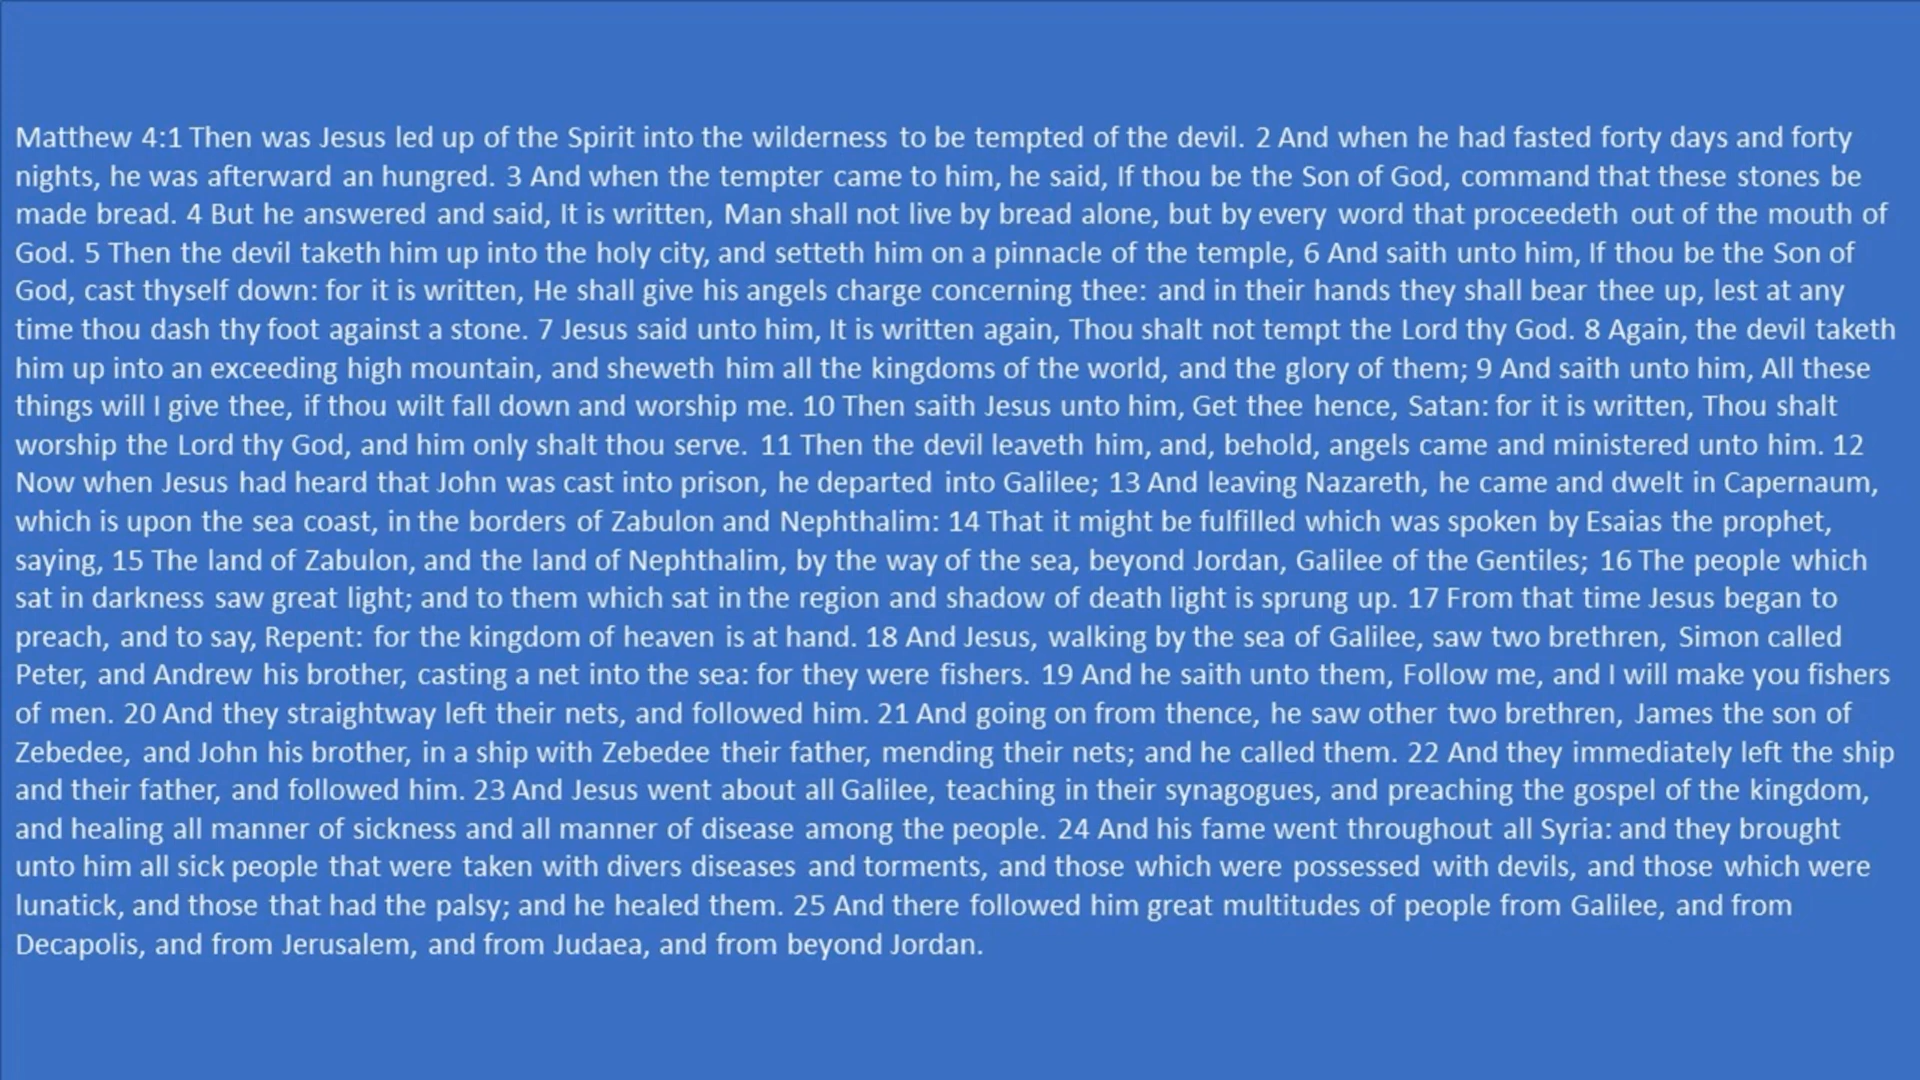 Matthew 4:1 Then was Jesus led up of the Spirit into the wilderness to be tempted of the devil. 2 And when he had fasted forty days and forty
nights, he was afterward an hungred. 3 And when the tempter came to him, he said, If thou be the Son of God, command that these stones be
made bread. 4 But he answered and said, It is written, Man shall not live by bread alone, but by every word that proceedeth out of the mouth of
God. 5 Then the devil taketh him up into the holy city, and setteth him on a pinnacle of the temple, 6 And saith unto him, If thou be the Son of
God, cast thyself down: for it is written, He shall give his angels charge concerning thee: and in their hands they shall bear thee up, lest at any
time thou dash thy foot against a stone. 7 Jesus said unto him, It is written again, Thou shalt not tempt the Lord thy God. 8 Again, the devil taketh
him up into an exceeding high mountain, and sheweth him all the kingdoms of the world, and the glory of them; 9 And saith unto him, All these
things will I give thee, if thou wilt fall down and worship me. 10 Then saith Jesus unto him, Get thee hence, Satan: for it is written, Thou shalt
worship the Lord thy God, and him only shalt thou serve. 11 Then the devil leaveth him, and, behold, angels came and ministered unto him. 12
Now when Jesus had heard that John was cast into prison, he departed into Galilee; 13 And leaving Nazareth, he came and dwelt in Capernaum,
which is upon the sea coast, in the borders of Zabulon and Nephthalim: 14 That it might be fulfilled which was spoken by Esaias the prophet,
saying, 15 The land of Zabulon, and the land of Nephthalim, by the way of the sea, beyond Jordan, Galilee of the Gentiles; 16 The people which
sat in darkness saw great light; and to them which sat in the region and shadow of death light is sprung up. 17 From that time Jesus began to
preach, and to say, Repent: for the kingdom of heaven is at hand. 18 And Jesus, walking by the sea of Galilee, saw two brethren, Simon called
Peter, and Andrew his brother, casting a net into the sea: for they were fishers. 19 And he saith unto them, Follow me, and I will make you fishers
of men. 20 And they straightway left their nets, and followed him. 21 And going on from thence, he saw other two brethren, James the son of
Zebedee, and John his brother, in a ship with Zebedee their father, mending their nets; and he called them. 22 And they immediately left the ship
and their father, and followed him. 23 And Jesus went about all Galilee, teaching in their synagogues, and preaching the gospel of the kingdom,
and healing all manner of sickness and all manner of disease among the people. 24 And his fame went throughout all Syria: and they brought
unto him all sick people that were taken with divers diseases and torments, and those which were possessed with devils, and those which were
lunatick, and those that had the palsy; and he healed them. 25 And there followed him great multitudes of people from Galilee, and from
Decapolis, and from Jerusalem, and from Judaea, and from beyond Jordan.